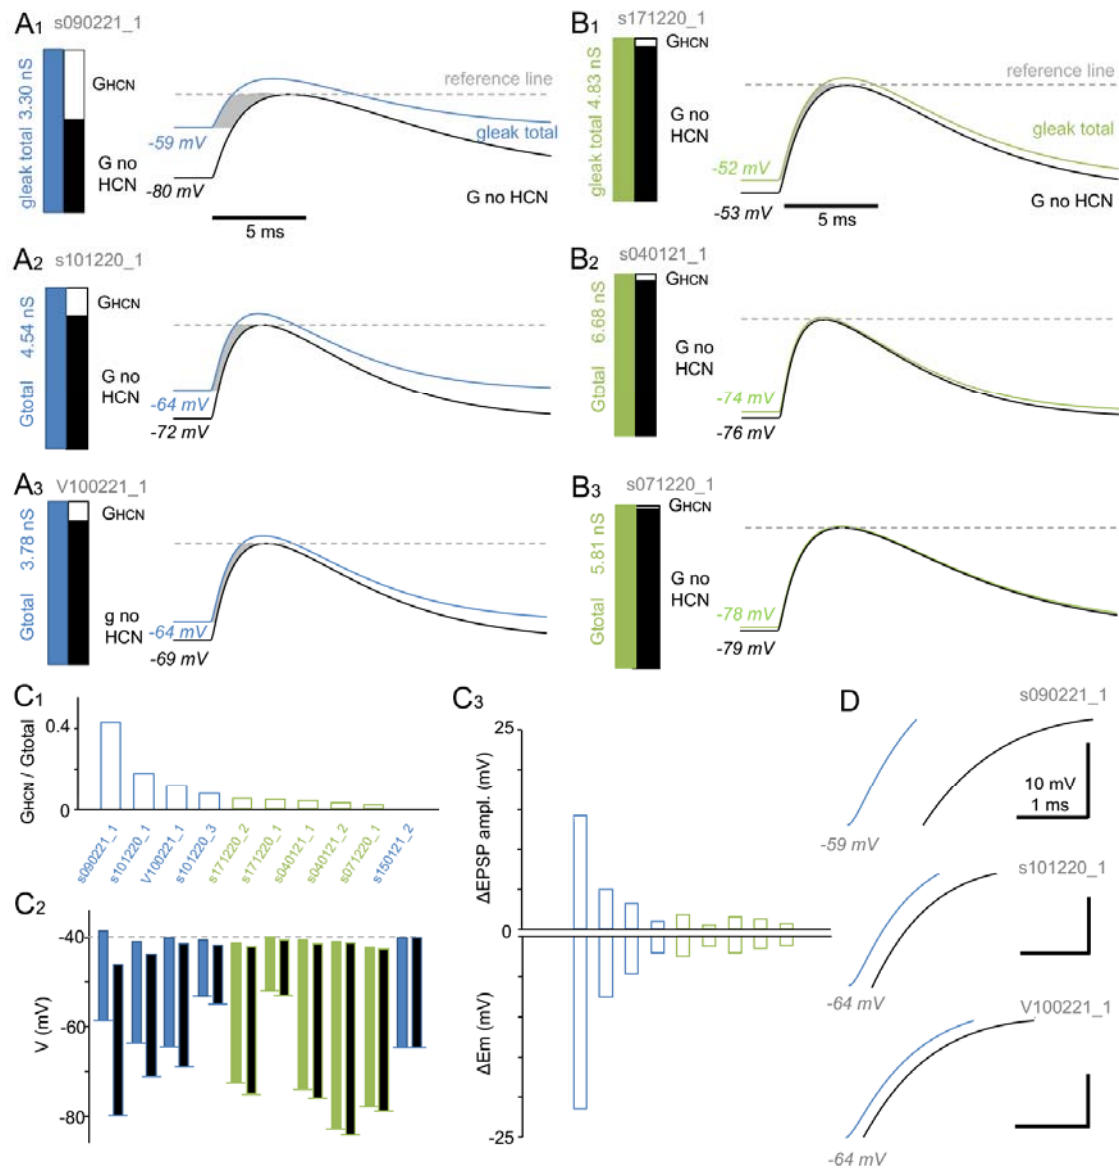 A1 s090221_1
gleak total 3.30 nS
GHCN
G no
HCN
reference line
gleak total
-59 mV
-80 mV
G no HCN
5 ms
B1 s171220_1
gleak total 4.83 nS
GHCN
G no
HCN
reference line
gleak total
-52 mV
-53 mV
G no HCN
5 ms
A2 s101220_1
Gtotal 4.54 nS
GHCN
G no
HCN
-64 mV
-72 mV
B2 s040121_1
Gtotal 6.68 nS
GHCN
G no
HCN
-74 mV
-76 mV
A3 V100221_1
Gtotal 3.78 nS
GHCN
g no
HCN
-64 mV
-69 mV
B3 s071220_1
Gtotal 5.81 nS
GHCN
G no
HCN
-78 mV
-79 mV
C1
GHCN / Gtotal
0.4
0
s090221_1
s101220_1
V100221_1
s101220_3
s171220_2
s171220_1
s040121_1
s040121_2
s071220_1
s150121_2
C2
V (mV)
-40
-60
-80
C3
ΔEPSP ampl. (mV)
25
0
ΔEm (mV)
-25
D
s090221_1
10 mV
1 ms
-59 mV
s101220_1
-64 mV
V100221_1
-64 mV